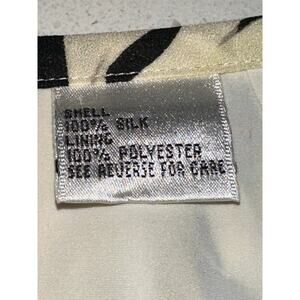 SHELL
100% SILK
LINING
100% POLYESTER
SEE REVERSE FOR CARE